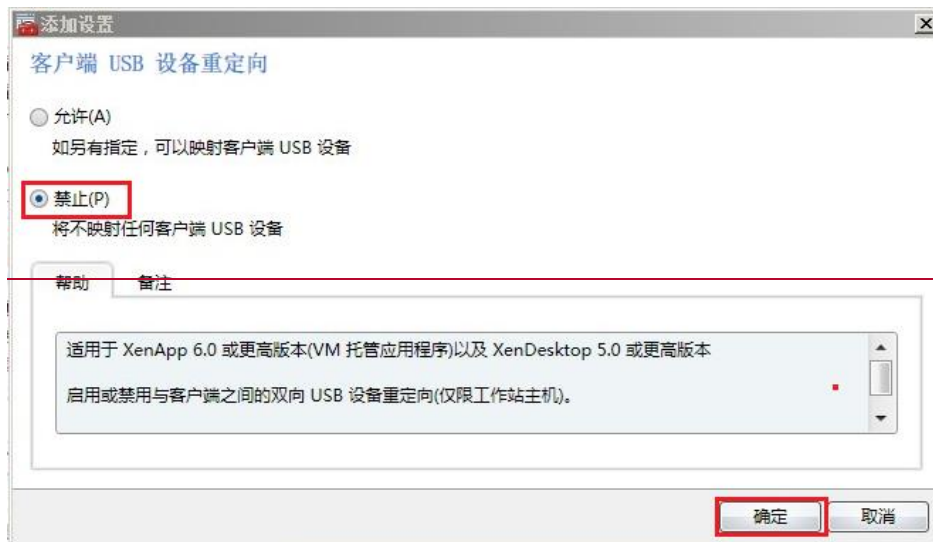 添加设置
客户端 USB 设备重定向
允许(A)
如另有指定，可以映射客户端 USB 设备
禁止(P)
将不映射任何客户端 USB 设备
帮助 备注
适用于 XenApp 6.0 或更高版本(VM 托管应用程序)以及 XenDesktop 5.0 或更高版本
启用或禁用与客户端之间的双向 USB 设备重定向(仅限工作站主机)。
确定 取消